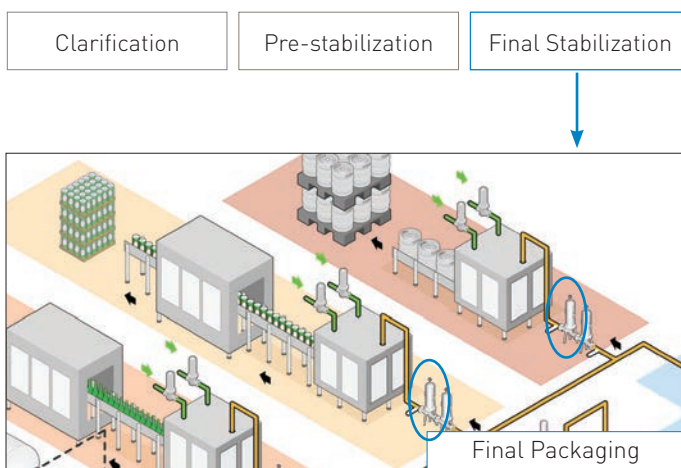 Clarification
Pre-stabilization
Final Stabilization
Final Packaging